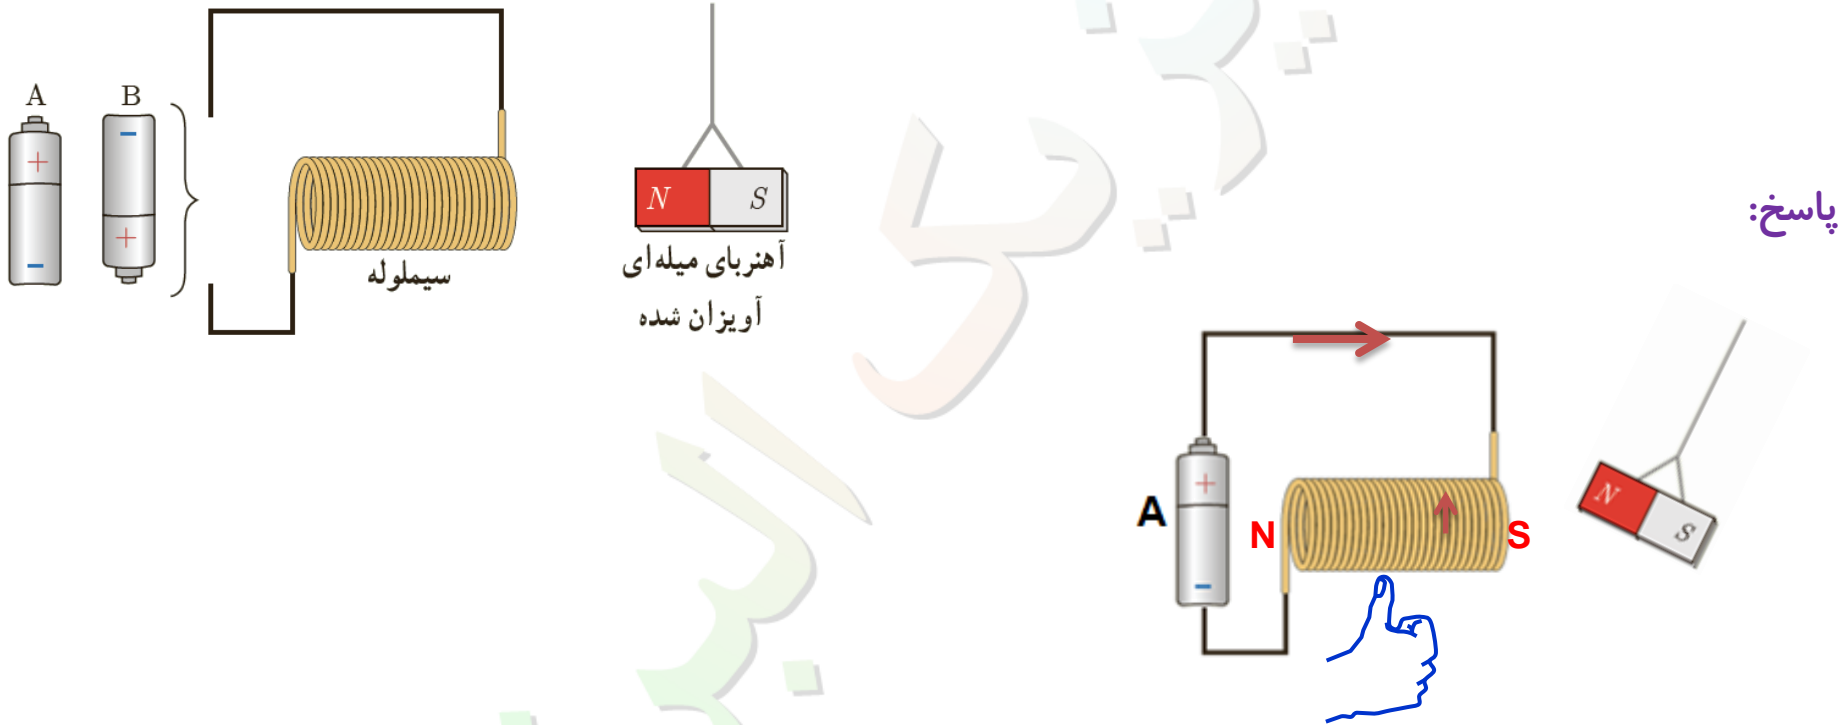 A B
+ −
− +
N S
سیملوله
آهنربای میله‌ای
آویزان شده
پاسخ:
A
+
−
N S
N S